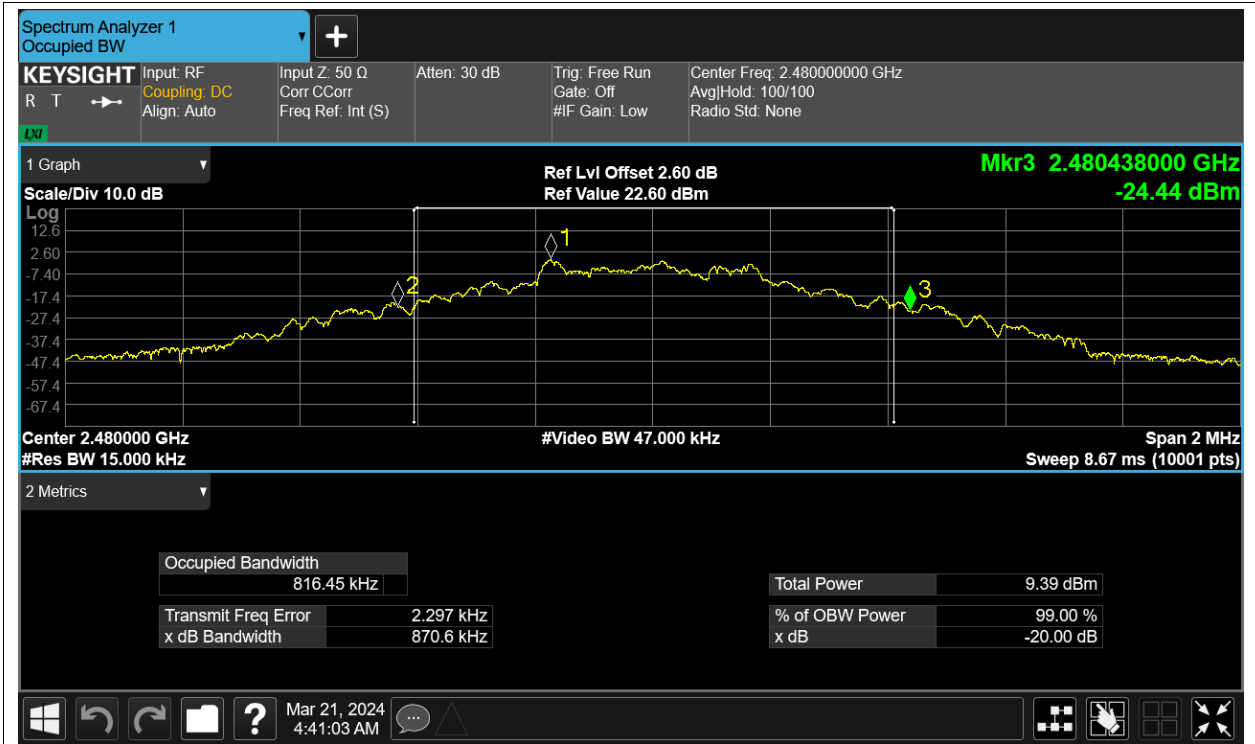 Spectrum Analyzer 1
Occupied BW
KEYSIGHT
R T
LXI
Input: RF
Coupling: DC
Align: Auto
Input Z: 50 Ω
Corr CCorr
Freq Ref: Int (S)
Atten: 30 dB
Trig: Free Run
Gate: Off
#IF Gain: Low
Center Freq: 2.480000000 GHz
Avg|Hold: 100/100
Radio Std: None
1 Graph
Scale/Div 10.0 dB
Ref Lvl Offset 2.60 dB
Ref Value 22.60 dBm
Mkr3 2.480438000 GHz
-24.44 dBm
Log
12.6
2.60
-7.40
-17.4
-27.4
-37.4
-47.4
-57.4
-67.4
1
2
3
Center 2.480000 GHz
#Res BW 15.000 kHz
#Video BW 47.000 kHz
Span 2 MHz
Sweep 8.67 ms (10001 pts)
2 Metrics
Occupied Bandwidth
816.45 kHz
Transmit Freq Error 2.297 kHz
x dB Bandwidth 870.6 kHz
Total Power 9.39 dBm
% of OBW Power 99.00 %
x dB -20.00 dB
Mar 21, 2024
4:41:03 AM